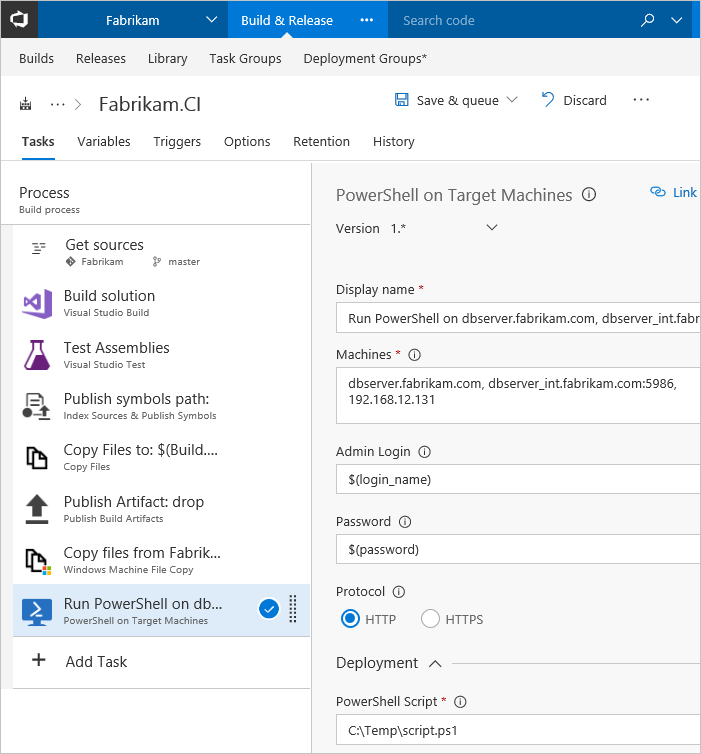 Fabrikam
Build & Release
Search code
Builds Releases Library Task Groups Deployment Groups*
Fabrikam.CI
Save & queue
Discard
Tasks Variables Triggers Options Retention History
Process
Build process
Get sources
Fabrikam master
Build solution
Visual Studio Build
Test Assemblies
Visual Studio Test
Publish symbols path:
Index Sources & Publish Symbols
Copy Files to: $(Build....
Copy Files
Publish Artifact: drop
Publish Build Artifacts
Copy files from Fabrik...
Windows Machine File Copy
Run PowerShell on db...
PowerShell on Target Machines
Add Task
PowerShell on Target Machines
Link
Version 1.*
Display name *
Run PowerShell on dbserver.fabrikam.com, dbserver_int.fabri
Machines *
dbserver.fabrikam.com, dbserver_int.fabrikam.com:5986,
192.168.12.131
Admin Login
$(login_name)
Password
$(password)
Protocol
HTTP HTTPS
Deployment
PowerShell Script *
C:\Temp\script.ps1